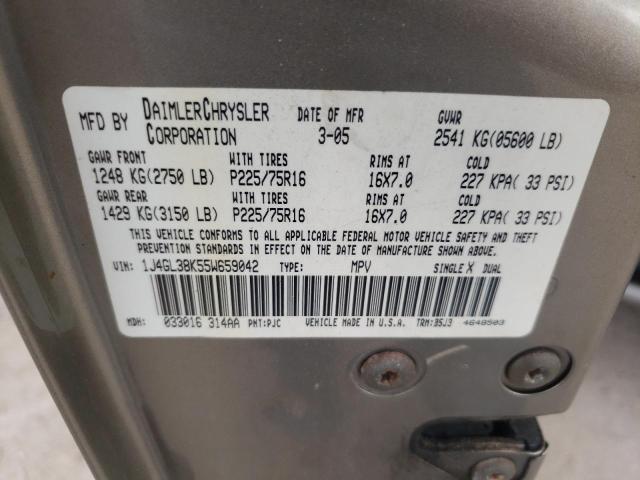 MFD BY DAIMLERCHRYSLER CORPORATION DATE OF MFR 3-05 GVWR 2541 KG(05600 LB)
GAWR FRONT WITH TIRES RIMS AT COLD
1248 KG(2750 LB) P225/75R16 16X7.0 227 KPA( 33 PSI)
GAWR REAR WITH TIRES RIMS AT COLD
1429 KG(3150 LB) P225/75R16 16X7.0 227 KPA( 33 PSI)
THIS VEHICLE CONFORMS TO ALL APPLICABLE FEDERAL MOTOR VEHICLE SAFETY AND THEFT
PREVENTION STANDARDS IN EFFECT ON THE DATE OF MANUFACTURE SHOWN ABOVE.
VIN: 1J4GL38K55W659042 TYPE: MPV SINGLE X DUAL
MDH: 033016 314AA PNT:PJC VEHICLE MADE IN U.S.A. TRM:B5J3 4648503